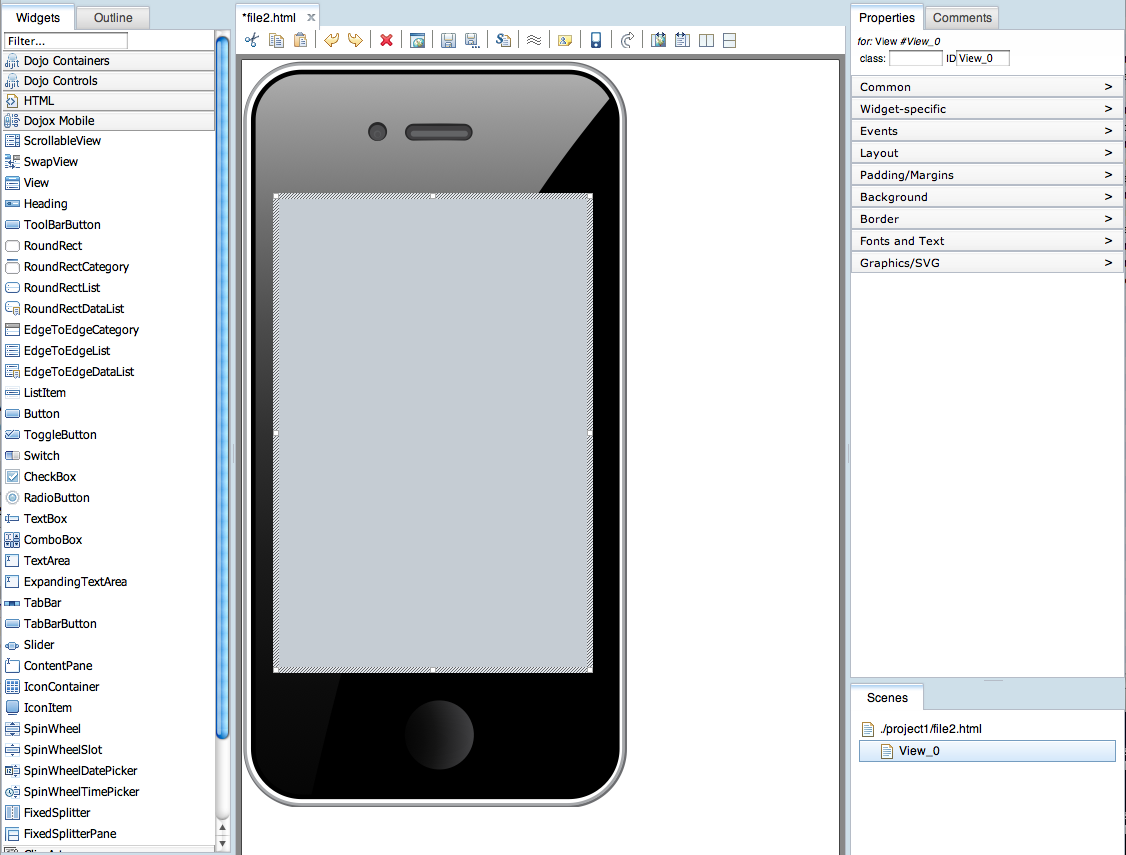 Widgets
Outline
Filter...
dijit Dojo Containers
dijit Dojo Controls
HTML
Dojox Mobile
ScrollableView
SwapView
View
Heading
ToolBarButton
RoundRect
RoundRectCategory
RoundRectList
RoundRectDataList
EdgeToEdgeCategory
EdgeToEdgeList
EdgeToEdgeDataList
ListItem
Button
ToggleButton
Switch
CheckBox
RadioButton
TextBox
ComboBox
TextArea
ExpandingTextArea
TabBar
TabBarButton
Slider
ContentPane
IconContainer
IconItem
SpinWheel
SpinWheelSlot
SpinWheelDatePicker
SpinWheelTimePicker
FixedSplitter
FixedSplitterPane
*file2.html x
Properties
Comments
for: View #View_0
class: ID View_0
Common >
Widget-specific >
Events >
Layout >
Padding/Margins >
Background >
Border >
Fonts and Text >
Graphics/SVG >
Scenes
./project1/file2.html
View_0